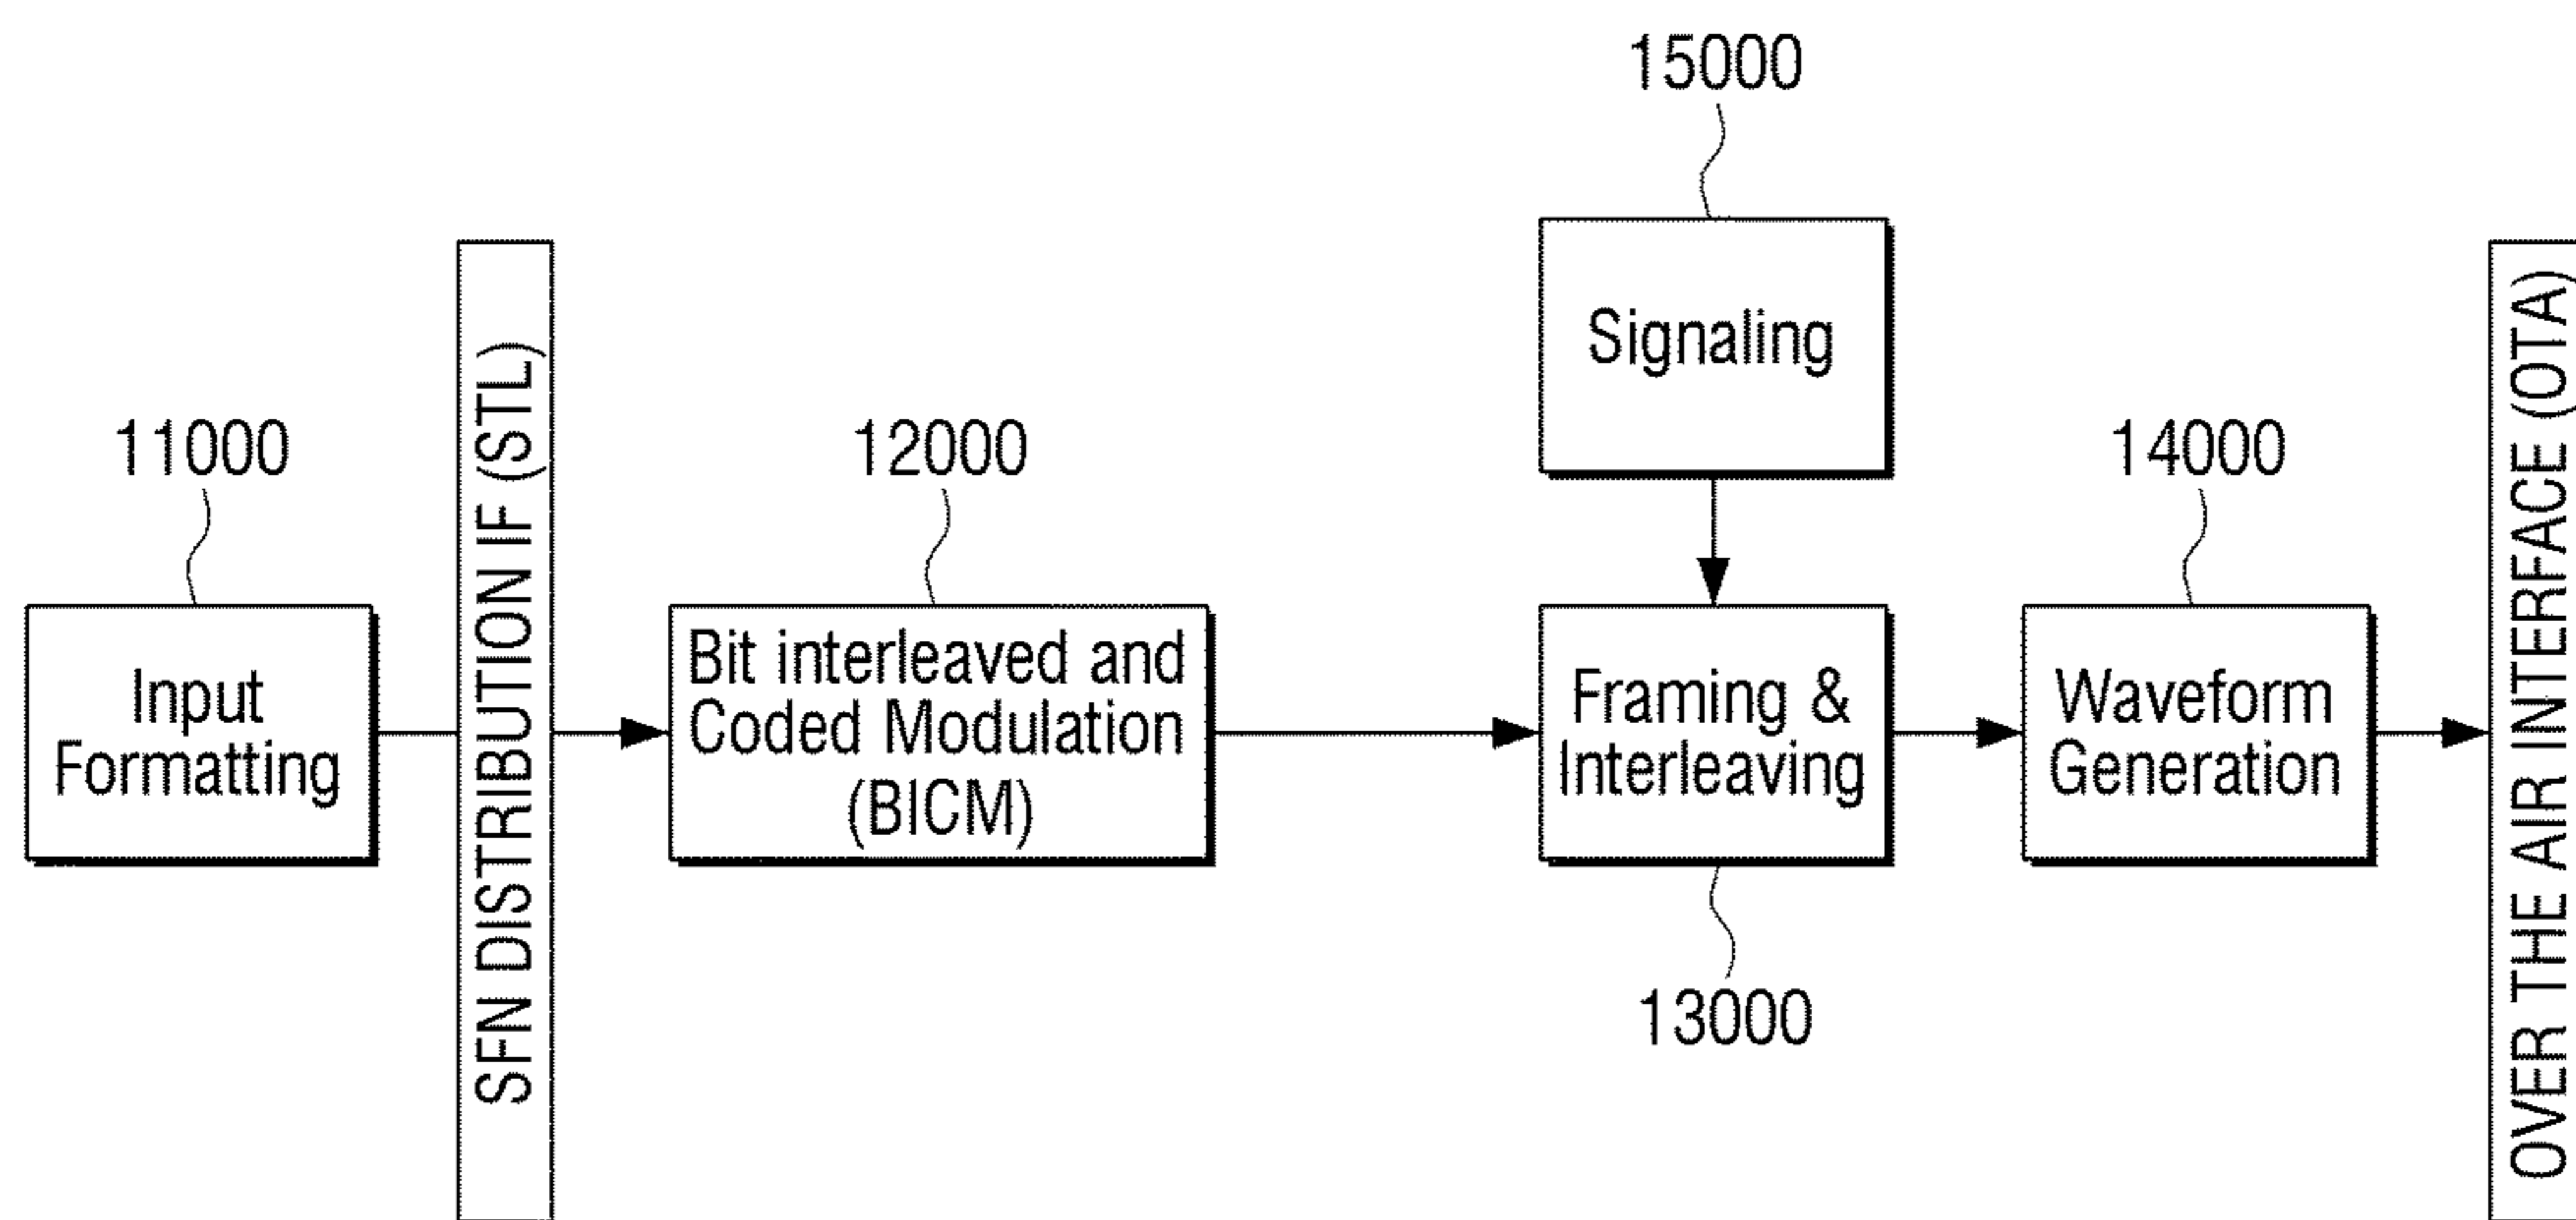 15000
Signaling
11000
Input
Formatting
SFN DISTRIBUTION IF (STL)
12000
Bit interleaved and
Coded Modulation
(BICM)
Framing &
Interleaving
13000
14000
Waveform
Generation
OVER THE AIR INTERFACE (OTA)